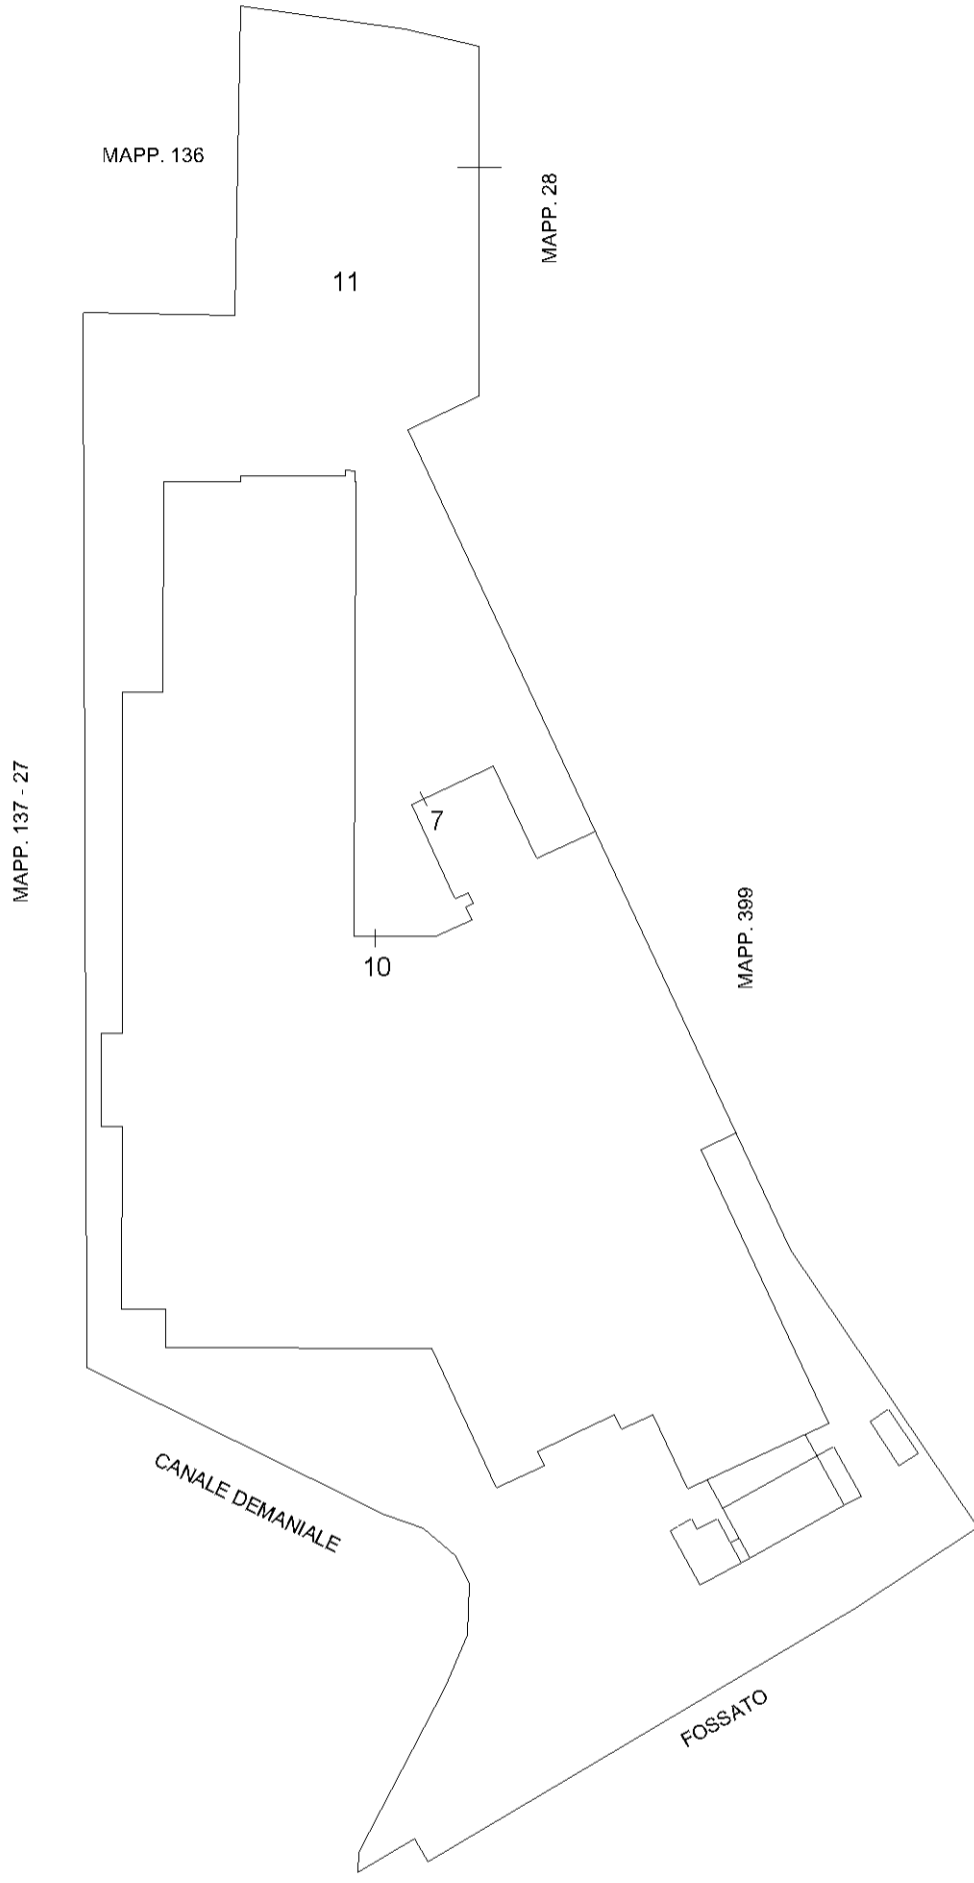 MAPP. 136
MAPP. 28
11
MAPP. 137 - 27
7
MAPP. 399
10
CANALE DEMANIALE
FOSSATO